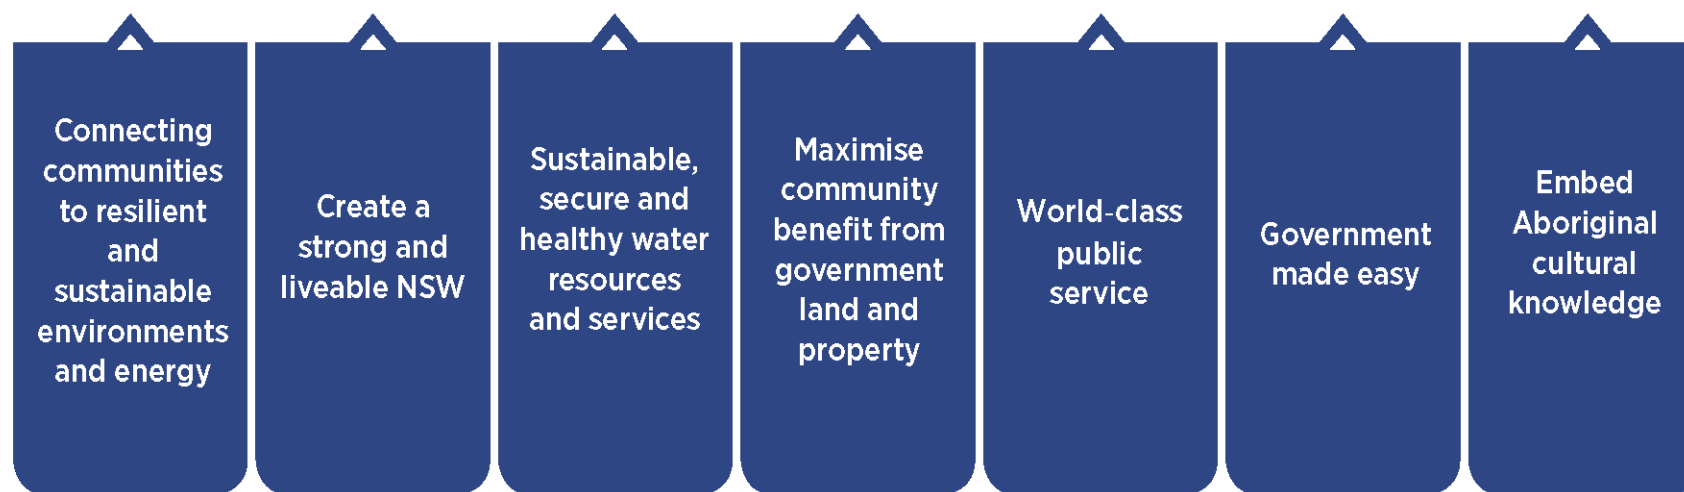 Connecting
communities
to resilient
and
sustainable
environments
and energy
Create a
strong and
liveable NSW
Sustainable,
secure and
healthy water
resources
and services
Maximise
community
benefit from
government
land and
property
World-class
public
service
Government
made easy
Embed
Aboriginal
cultural
knowledge